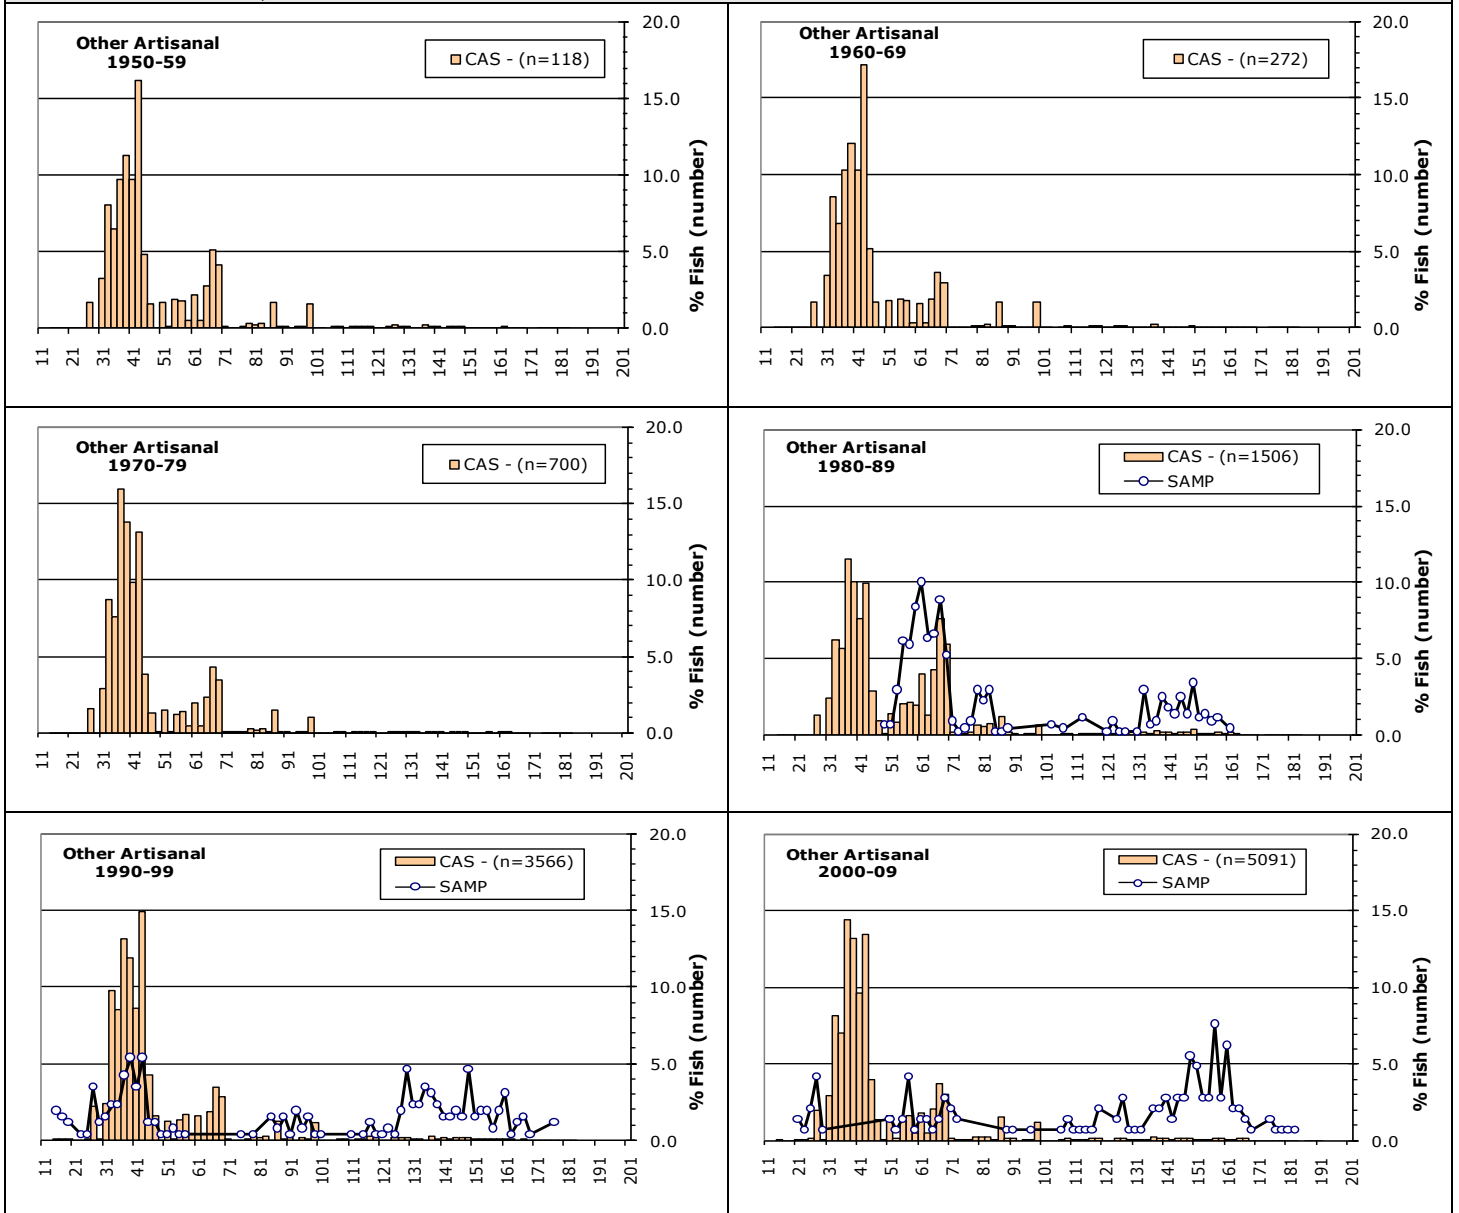 Other Artisanal
1950-59
CAS - (n=118)
20.0
15.0
10.0
5.0
0.0
% Fish (number)
11 21 31 41 51 61 71 81 91 101 111 121 131 141 151 161 171 181 191 201
Other Artisanal
1960-69
CAS - (n=272)
20.0
15.0
10.0
5.0
0.0
% Fish (number)
11 21 31 41 51 61 71 81 91 101 111 121 131 141 151 161 171 181 191 201
Other Artisanal
1970-79
CAS - (n=700)
20.0
15.0
10.0
5.0
0.0
% Fish (number)
11 21 31 41 51 61 71 81 91 101 111 121 131 141 151 161 171 181 191 201
Other Artisanal
1980-89
CAS - (n=1506)
SAMP
20.0
15.0
10.0
5.0
0.0
% Fish (number)
11 21 31 41 51 61 71 81 91 101 111 121 131 141 151 161 171 181 191 201
Other Artisanal
1990-99
CAS - (n=3566)
SAMP
20.0
15.0
10.0
5.0
0.0
% Fish (number)
11 21 31 41 51 61 71 81 91 101 111 121 131 141 151 161 171 181 191 201
Other Artisanal
2000-09
CAS - (n=5091)
SAMP
20.0
15.0
10.0
5.0
0.0
% Fish (number)
11 21 31 41 51 61 71 81 91 101 111 121 131 141 151 161 171 181 191 201